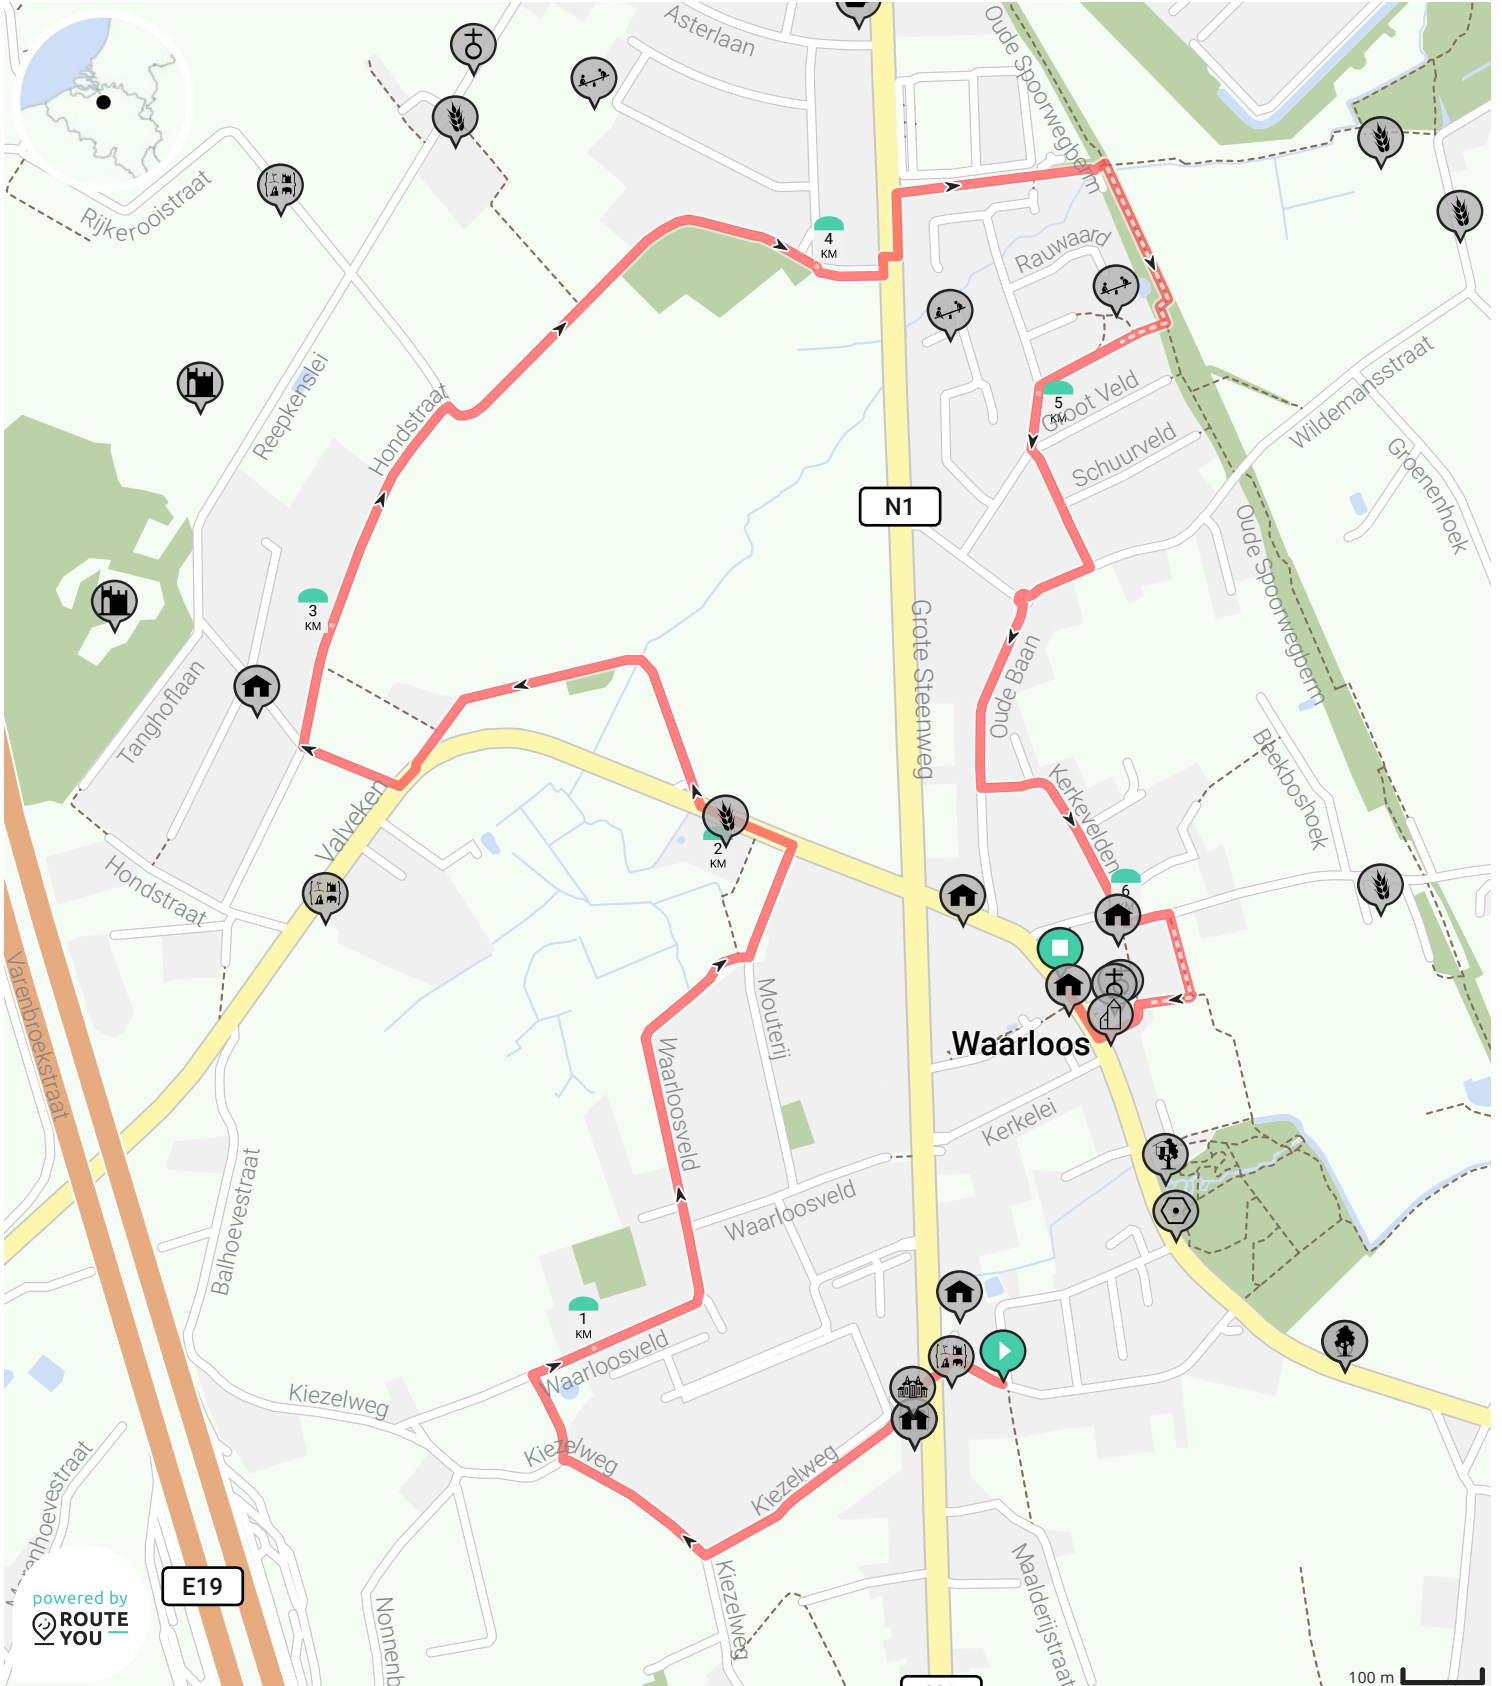 Asterlaan
Oude Spoorwegberm
Rijkerooistraat
4
KM
Rauwaard
Reepkenslei
Hondstraat
5
KM
Groot Veld
Schuurveld
Wildemansstraat
Groenenhoek
N1
Oude Spoorwegberm
3
KM
Grote Steenweg
Oude Baan
Tanghoflaan
Valveken
Kerkevelden
Beekboshoek
2
KM
Hondstraat
6
Varenbroekstraat
Mouterij
Waarloos
Waarloosveld
Kerkelei
Balhoevestraat
Waarloosveld
1
KM
Waarloosveld
Kiezelweg
Kiezelweg
Kiezelweg
Kiezelweg
Maalderijstraat
E19
powered by
ROUTE
YOU
100 m